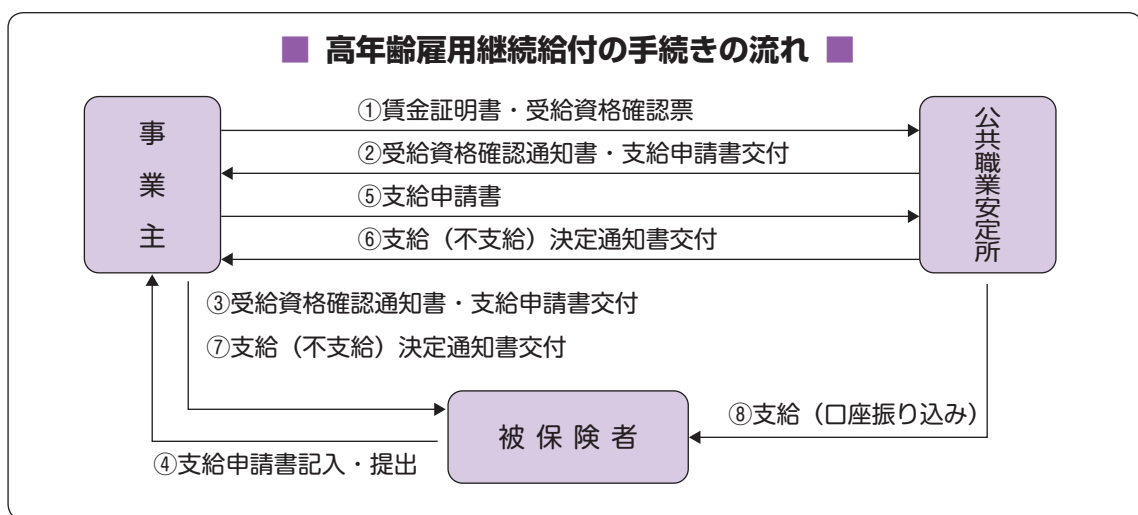 ■ 高年齢雇用継続給付の手続きの流れ ■
事業主
公共職業安定所
①賃金証明書・受給資格確認票
②受給資格確認通知書・支給申請書交付
⑤支給申請書
⑥支給（不支給）決定通知書交付
③受給資格確認通知書・支給申請書交付
⑦支給（不支給）決定通知書交付
被保険者
⑧支給（口座振り込み）
④支給申請書記入・提出